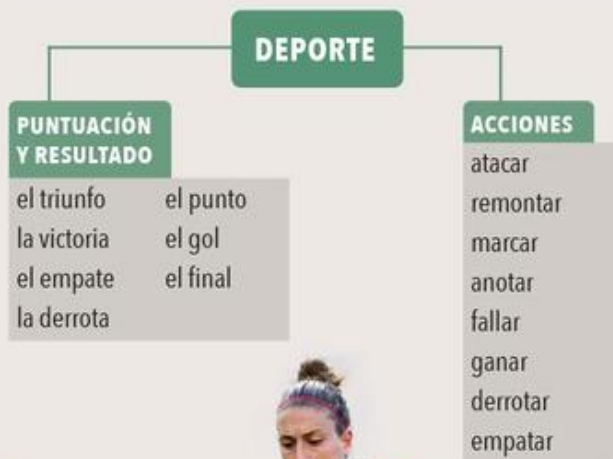 DEPORTE
PUNTUACIÓN
Y RESULTADO
el triunfo
la victoria
el empate
la derrota
el punto
el gol
el final
ACCIONES
atacar
remontar
marcar
anotar
fallar
ganar
derrotar
empatar